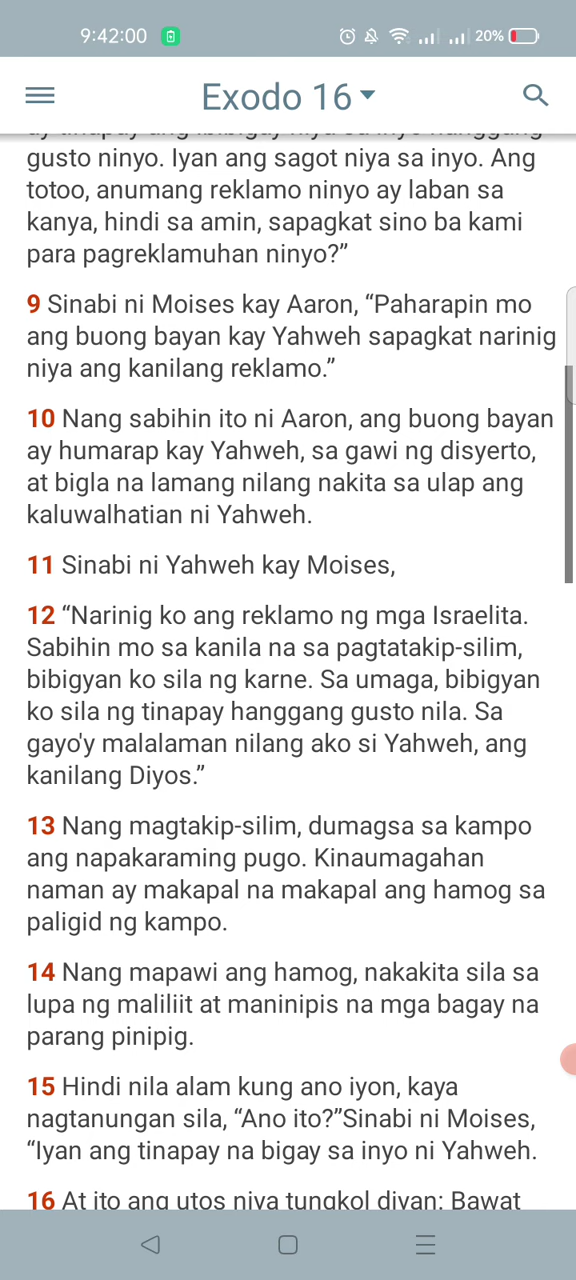 9:42:00
20%
Exodo 16
gusto ninyo. Iyan ang sagot niya sa inyo. Ang
totoo, anumang reklamo ninyo ay laban sa
kanya, hindi sa amin, sapagkat sino ba kami
para pagreklamuhan ninyo?”
9 Sinabi ni Moises kay Aaron, “Paharapin mo
ang buong bayan kay Yahweh sapagkat narinig
niya ang kanilang reklamo.”
10 Nang sabihin ito ni Aaron, ang buong bayan
ay humarap kay Yahweh, sa gawi ng disyerto,
at bigla na lamang nilang nakita sa ulap ang
kaluwalhatian ni Yahweh.
11 Sinabi ni Yahweh kay Moises,
12 “Narinig ko ang reklamo ng mga Israelita.
Sabihin mo sa kanila na sa pagtatakip-silim,
bibigyan ko sila ng karne. Sa umaga, bibigyan
ko sila ng tinapay hanggang gusto nila. Sa
gayo'y malalaman nilang ako si Yahweh, ang
kanilang Diyos.”
13 Nang magtakip-silim, dumagsa sa kampo
ang napakaraming pugo. Kinaumagahan
naman ay makapal na makapal ang hamog sa
paligid ng kampo.
14 Nang mapawi ang hamog, nakakita sila sa
lupa ng maliliit at maninipis na mga bagay na
parang pinipig.
15 Hindi nila alam kung ano iyon, kaya
nagtanungan sila, “Ano ito?”Sinabi ni Moises,
“Iyan ang tinapay na bigay sa inyo ni Yahweh.
16 At ito ang utos niya tungkol diyan: Bawat